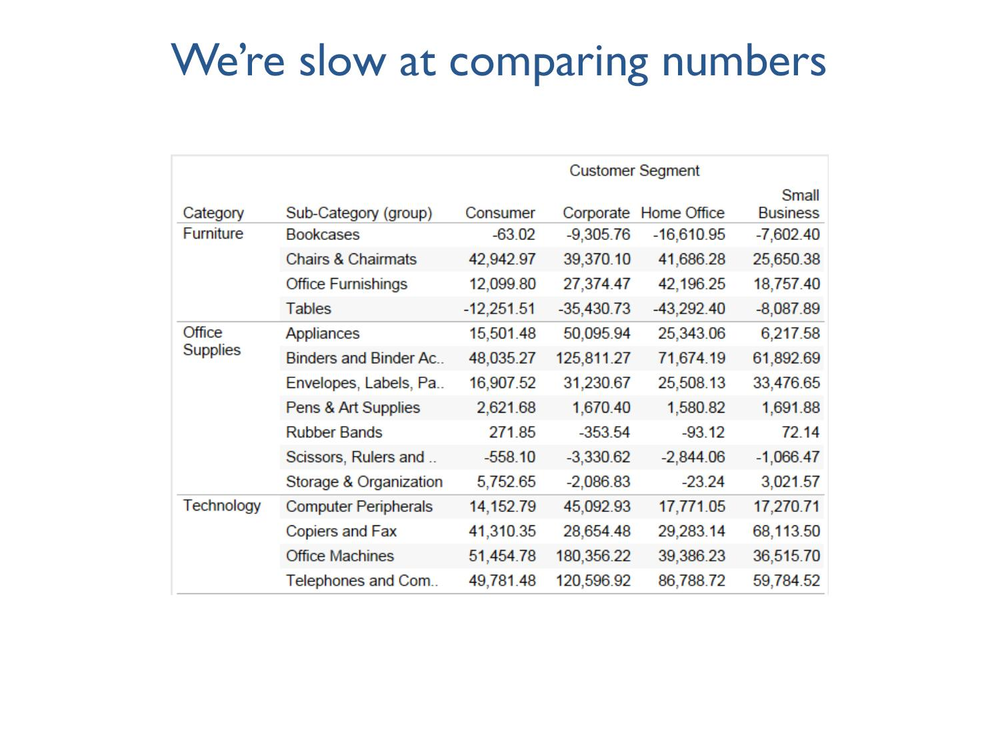 We're slow at comparing numbers
Customer Segment
Category Sub-Category (group) Consumer Corporate Home Office Small Business
Furniture Bookcases -63.02 -9,305.76 -16,610.95 -7,602.40
Chairs & Chairmats 42,942.97 39,370.10 41,686.28 25,650.38
Office Furnishings 12,099.80 27,374.47 42,196.25 18,757.40
Tables -12,251.51 -35,430.73 -43,292.40 -8,087.89
Office Supplies Appliances 15,501.48 50,095.94 25,343.06 6,217.58
Binders and Binder Ac.. 48,035.27 125,811.27 71,674.19 61,892.69
Envelopes, Labels, Pa.. 16,907.52 31,230.67 25,508.13 33,476.65
Pens & Art Supplies 2,621.68 1,670.40 1,580.82 1,691.88
Rubber Bands 271.85 -353.54 -93.12 72.14
Scissors, Rulers and .. -558.10 -3,330.62 -2,844.06 -1,066.47
Storage & Organization 5,752.65 -2,086.83 -23.24 3,021.57
Technology Computer Peripherals 14,152.79 45,092.93 17,771.05 17,270.71
Copiers and Fax 41,310.35 28,654.48 29,283.14 68,113.50
Office Machines 51,454.78 180,356.22 39,386.23 36,515.70
Telephones and Com.. 49,781.48 120,596.92 86,788.72 59,784.52